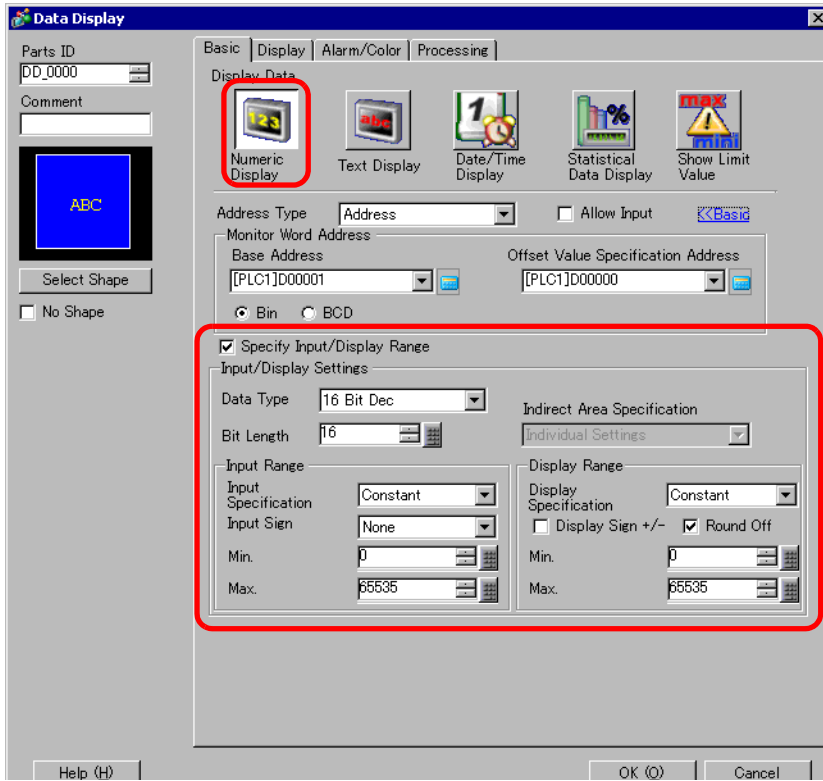 Data Display
Parts ID
DD_0000
Comment
ABC
Select Shape
No Shape
Basic Display Alarm/Color Processing
Display Data
123
Numeric
Display
abc
Text Display
1
Date/Time
Display
%
Statistical
Data Display
max
mini
Show Limit
Value
Address Type Address Allow Input <<Basic
Monitor Word Address
Base Address Offset Value Specification Address
[PLC1]D00001 [PLC1]D00000
Bin BCD
Specify Input/Display Range
Input/Display Settings
Data Type 16 Bit Dec
Indirect Area Specification
Bit Length 16 Individual Settings
Input Range
Input
Specification Constant
Input Sign None
Min. 0
Max. 65535
Display Range
Display
Specification Constant
Display Sign +/- Round Off
Min. 0
Max. 65535
Help (H) OK (O) Cancel